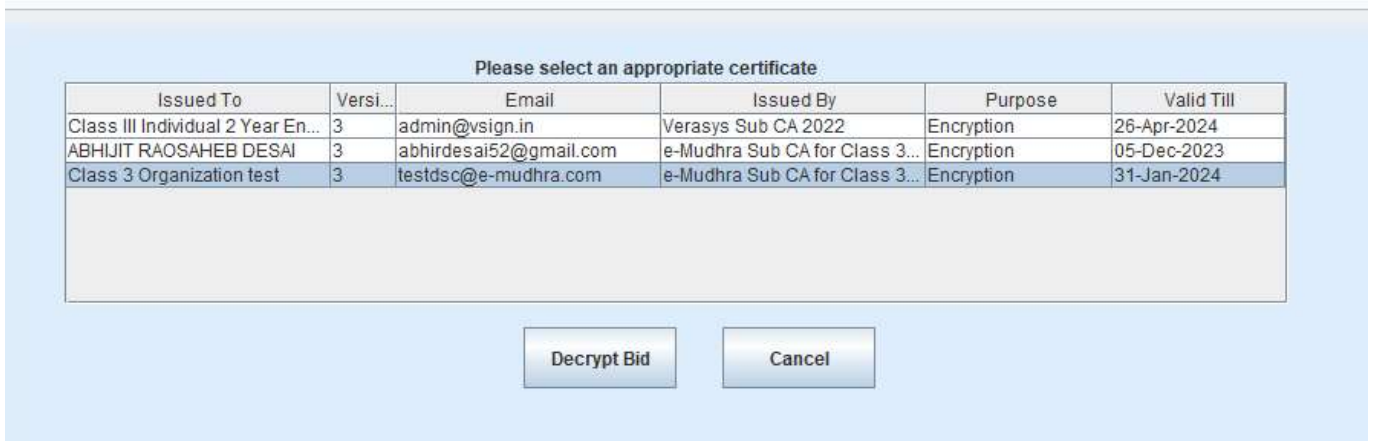 Please select an appropriate certificate
Issued To Versi... Email Issued By Purpose Valid Till
Class III Individual 2 Year En... 3 admin@vsign.in Verasys Sub CA 2022 Encryption 26-Apr-2024
ABHIJIT RAOSAHEB DESAI 3 abhirdesai52@gmail.com e-Mudhra Sub CA for Class 3... Encryption 05-Dec-2023
Class 3 Organization test 3 testdsc@e-mudhra.com e-Mudhra Sub CA for Class 3... Encryption 31-Jan-2024
Decrypt Bid Cancel